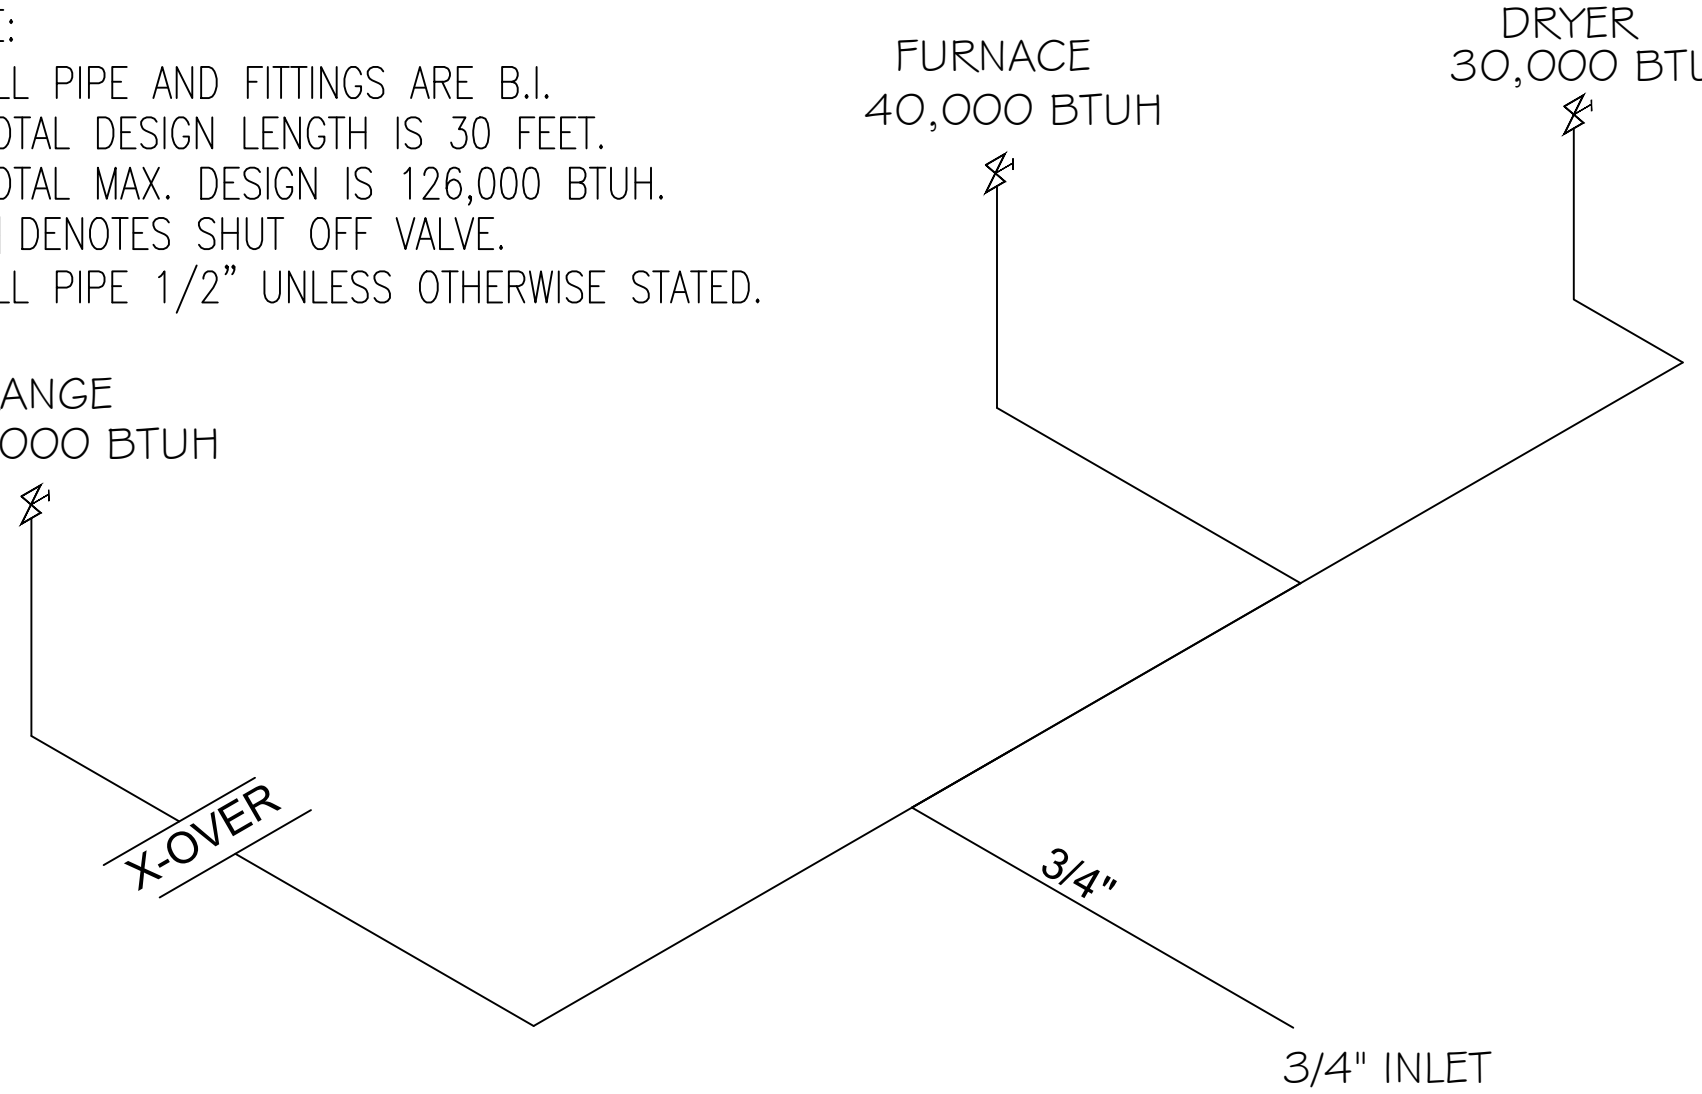 E:
LL PIPE AND FITTINGS ARE B.I.
OTAL DESIGN LENGTH IS 30 FEET.
OTAL MAX. DESIGN IS 126,000 BTUH.
DENOTES SHUT OFF VALVE.
LL PIPE 1/2” UNLESS OTHERWISE STATED.
FURNACE
40,000 BTUH
DRYER
30,000 BTU
ANGE
000 BTUH
X-OVER
3/4"
3/4" INLET